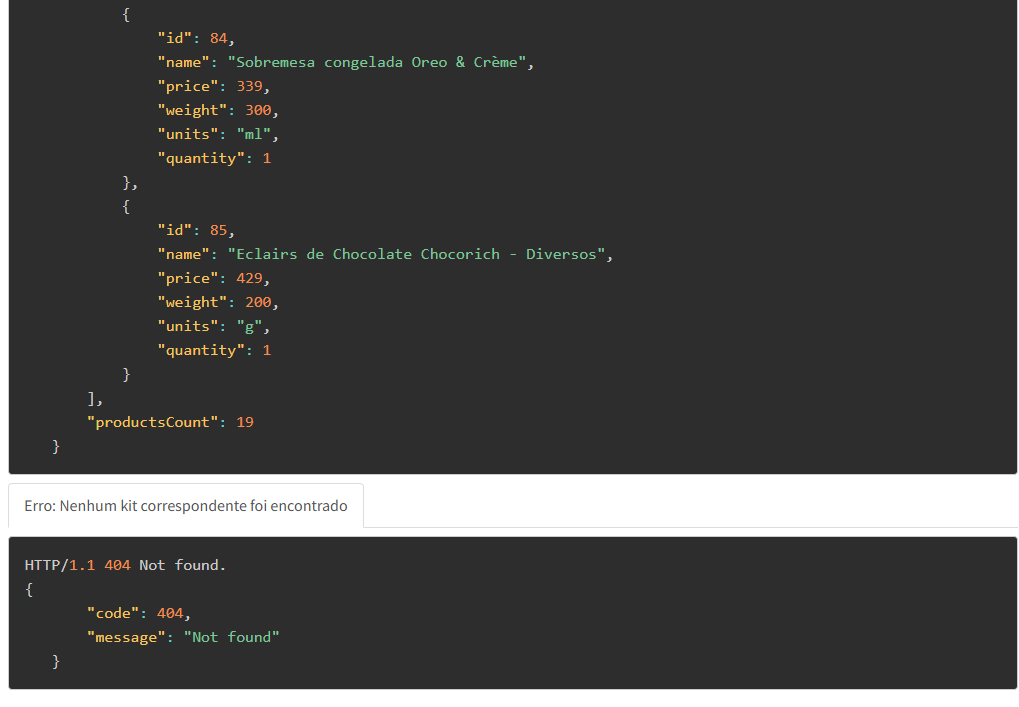 {
"id": 84,
"name": "Sobremesa congelada Oreo & Crème",
"price": 339,
"weight": 300,
"units": "ml",
"quantity": 1
},
{
"id": 85,
"name": "Eclairs de Chocolate Chocorich - Diversos",
"price": 429,
"weight": 200,
"units": "g",
"quantity": 1
}
],
"productsCount": 19
}
Erro: Nenhum kit correspondente foi encontrado
HTTP/1.1 404 Not found.
{
"code": 404,
"message": "Not found"
}